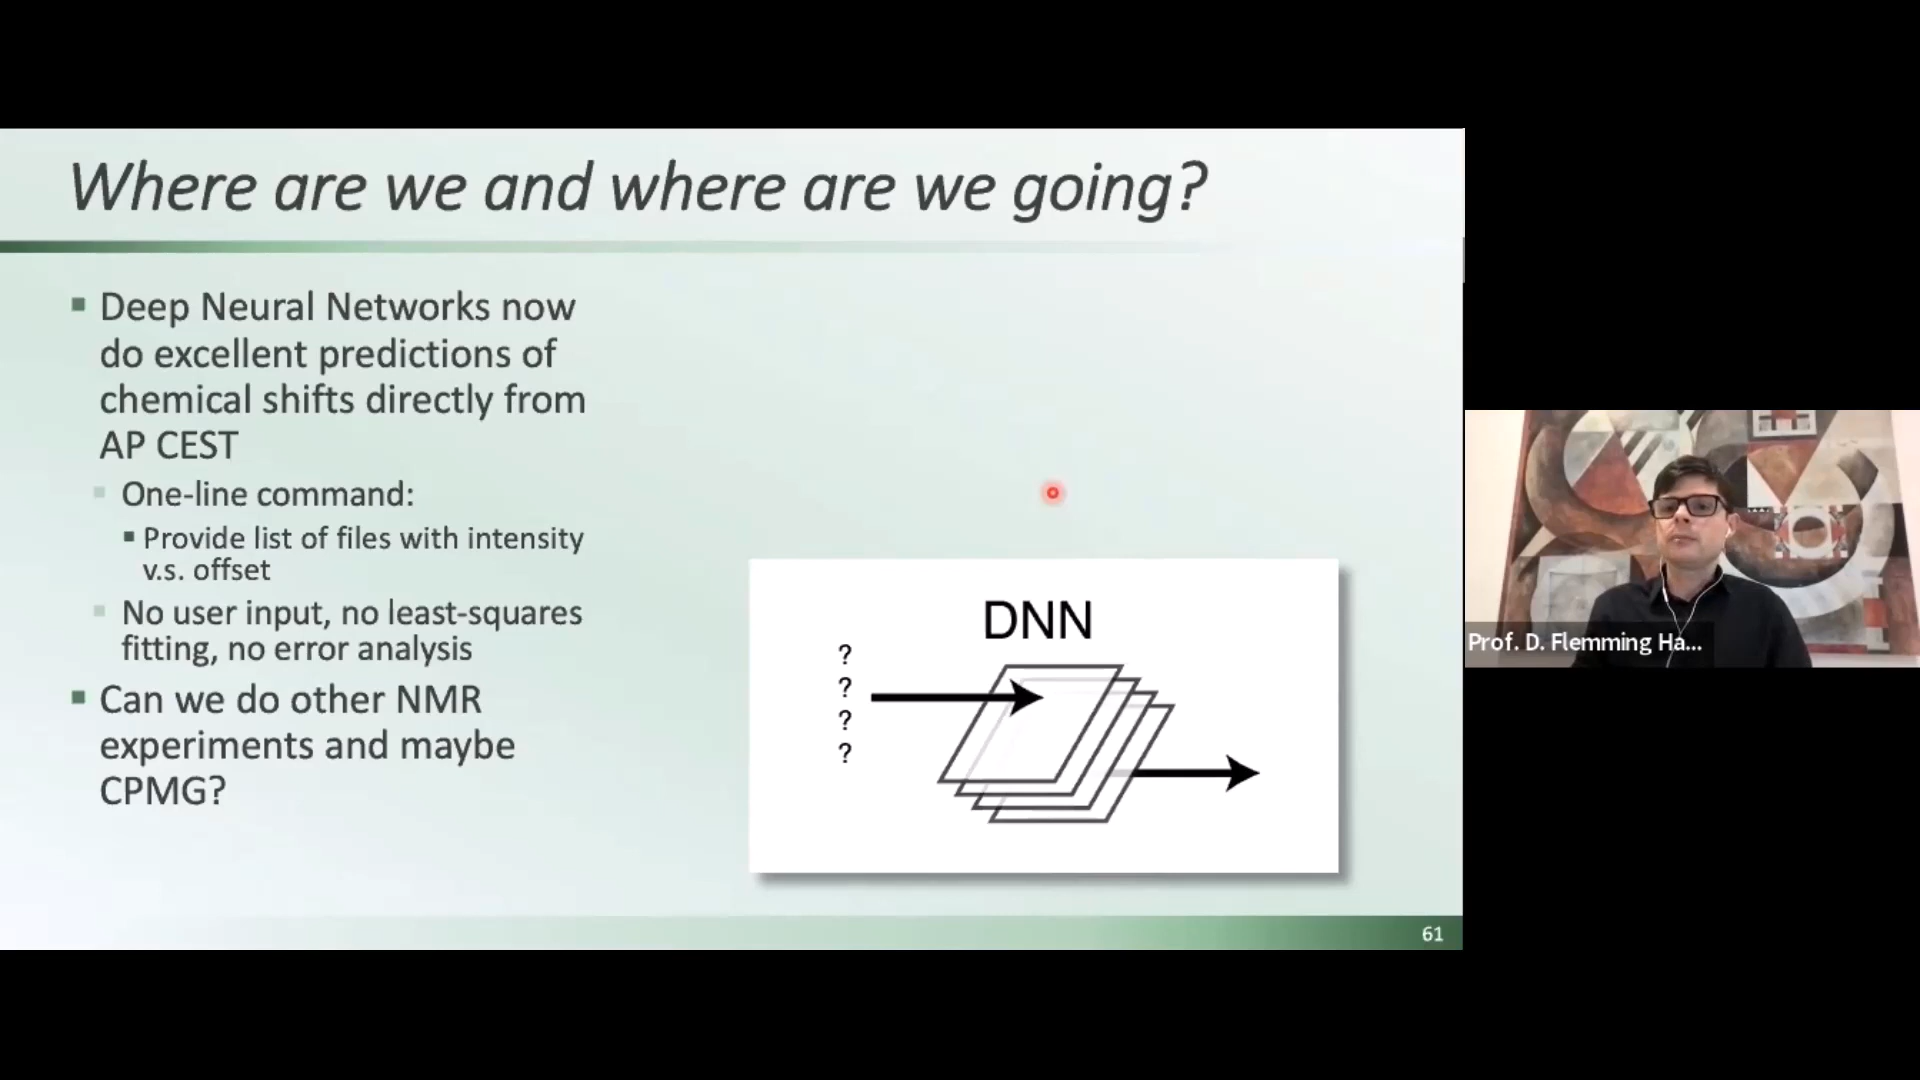 Where are we and where are we going?
Deep Neural Networks now
do excellent predictions of
chemical shifts directly from
AP CEST
One-line command:
Provide list of files with intensity
v.s. offset
No user input, no least-squares
fitting, no error analysis
Can we do other NMR
experiments and maybe
CPMG?
DNN
?
?
?
?
61
Prof. D. Flemming Ha...